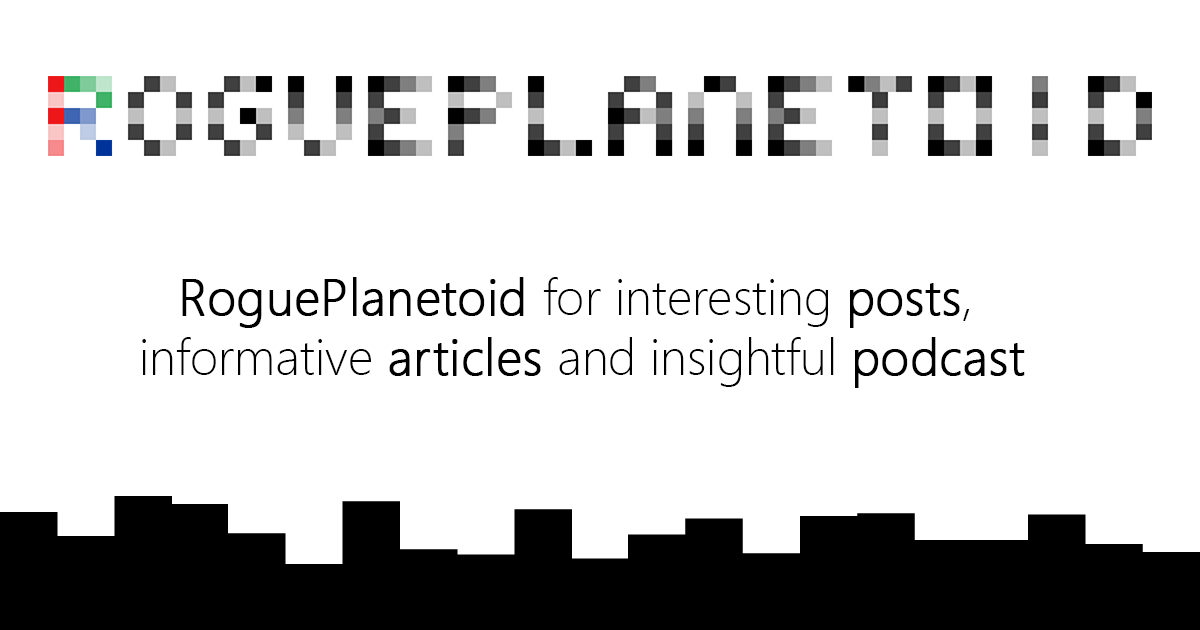 ROGUEPLANETOID
RoguePlanetoid for interesting posts,
informative articles and insightful podcast